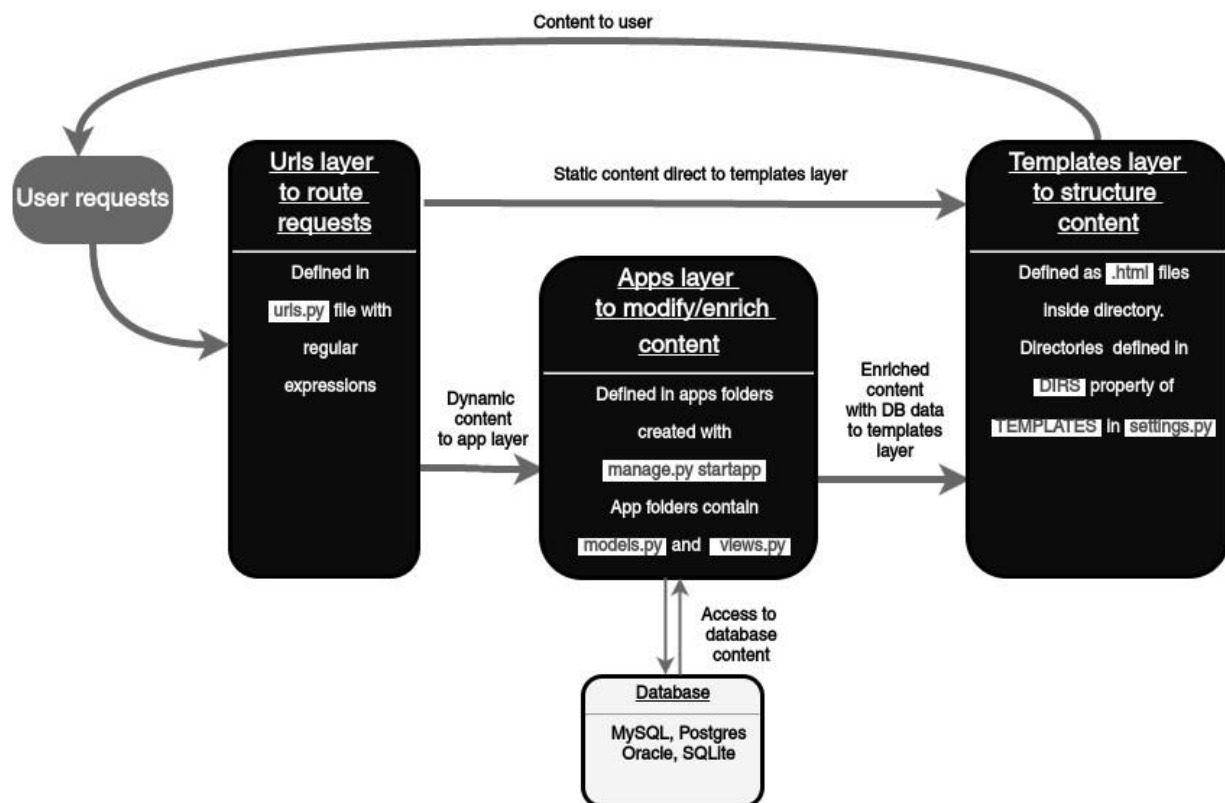 Content to user
User requests
Urls layer
to route
requests
Defined in
urls.py file with
regular
expressions
Static content direct to templates layer
Dynamic
content
to app layer
Apps layer
to modify/enrich
content
Defined in apps folders
created with
manage.py startapp
App folders contain
models.py and views.py
Access to
database
content
Database
MySQL, Postgres
Oracle, SQLite
Enriched
content
with DB data
to templates
layer
Templates layer
to structure
content
Defined as .html files
inside directory.
Directories defined in
DIRS property of
TEMPLATES in settings.py